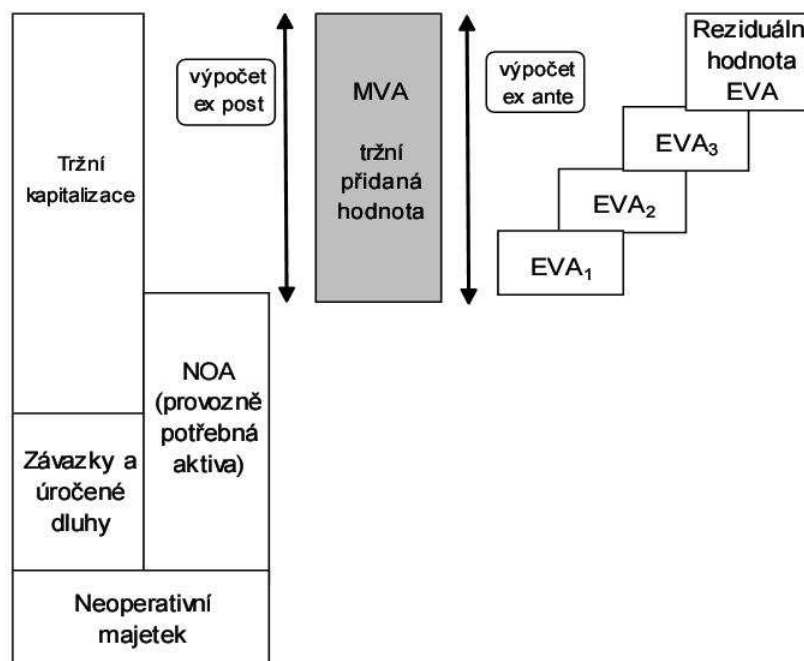 Tržní
kapitalizace
Závazky a
úročené
dluhy
NOA
(provozně
potřebná
aktiva)
Neoperativní
majetek
výpočet
ex post
MVA
tržní
přidaná
hodnota
výpočet
ex ante
Reziduáln
hodnota
EVA
EVA₃
EVA₂
EVA₁